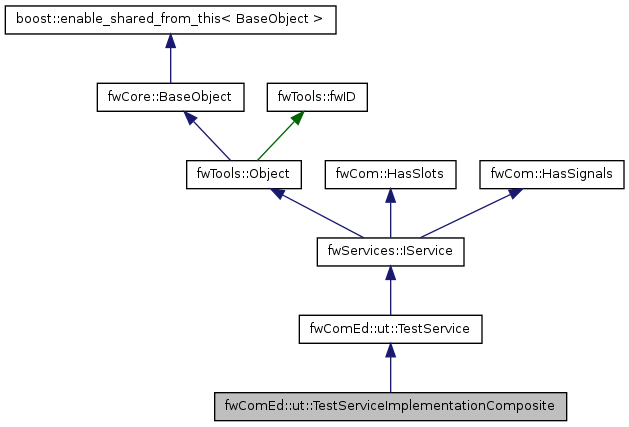 boost::enable_shared_from_this< BaseObject >
fwCore::BaseObject
fwTools::fwID
fwTools::Object
fwCom::HasSlots
fwCom::HasSignals
fwServices::IService
fwComEd::ut::TestService
fwComEd::ut::TestServiceImplementationComposite